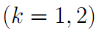 (k = 1, 2)